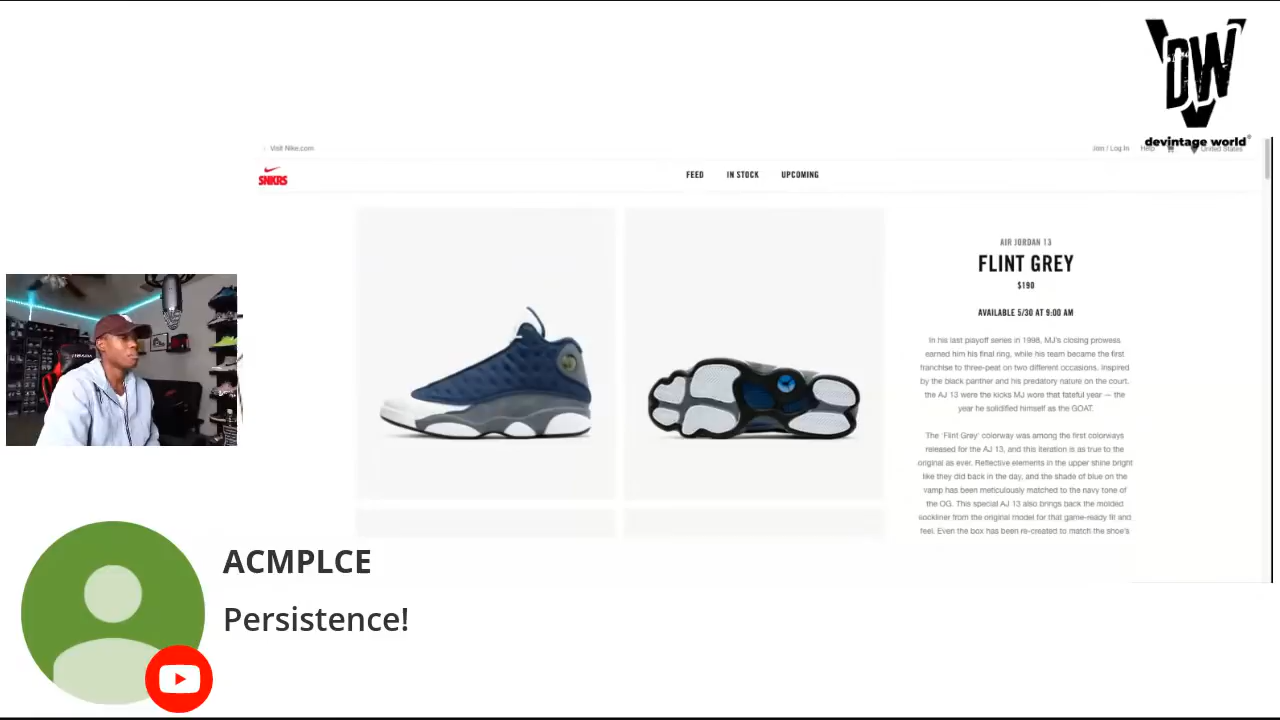 DW
devintage world®
Visit Nike.com
Join / Log In Help United States
SNKRS
FEED IN STOCK UPCOMING
AIR JORDAN 13
FLINT GREY
$190
AVAILABLE 5/30 AT 9:00 AM
In his last playoff series in 1998, MJ's closing prowess
earned him his final ring, while his team became the first
franchise to three-peat on two different occasions. Inspired
by the black panther and his predatory nature on the court,
the AJ 13 were the kicks MJ wore that fateful year — the
year he solidified himself as the GOAT.
The 'Flint Grey' colorway was among the first colorways
released for the AJ 13, and this iteration is as true to the
original as ever. Reflective elements in the upper shine bright
like they did back in the day, and the shade of blue on the
vamp has been meticulously matched to the navy tone of
the OG. This special AJ 13 also brings back the molded
sockliner from the original model for that game-ready fit and
feel. Even the box has been re-created to match the shoe's
ACMPLCE
Persistence!